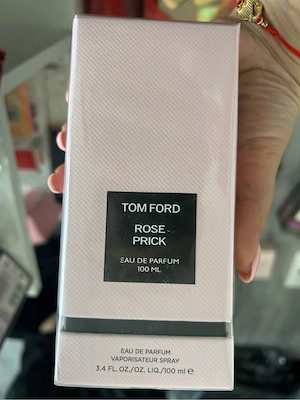 TOM FORD
ROSE
PRICK
EAU DE PARFUM
100 ML
EAU DE PARFUM
VAPORISATEUR SPRAY
3.4 FL. OZ./OZ. LIQ./100 ml ℮